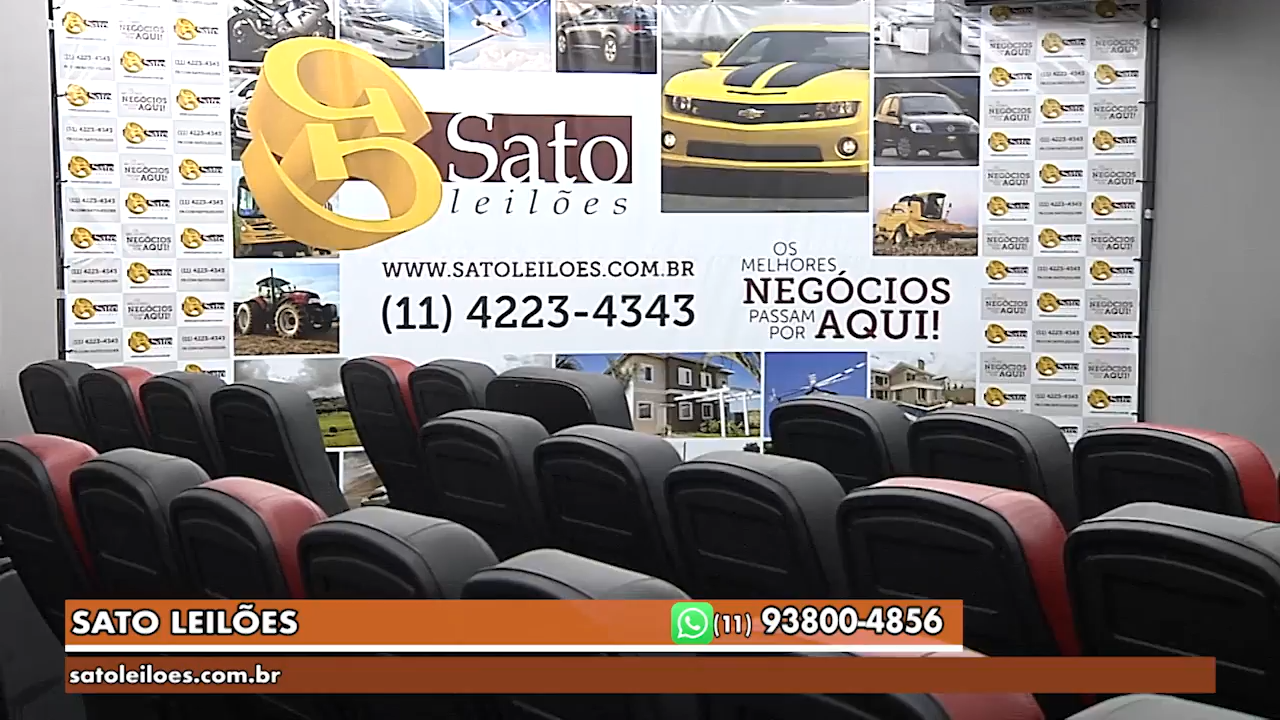 Sato
leilões
WWW.SATOLEILOES.COM.BR
(11) 4223-4343
OS
MELHORES
NEGÓCIOS
PASSAM
POR AQUI!
SATO LEILÕES
(11) 93800-4856
satoleiloes.com.br